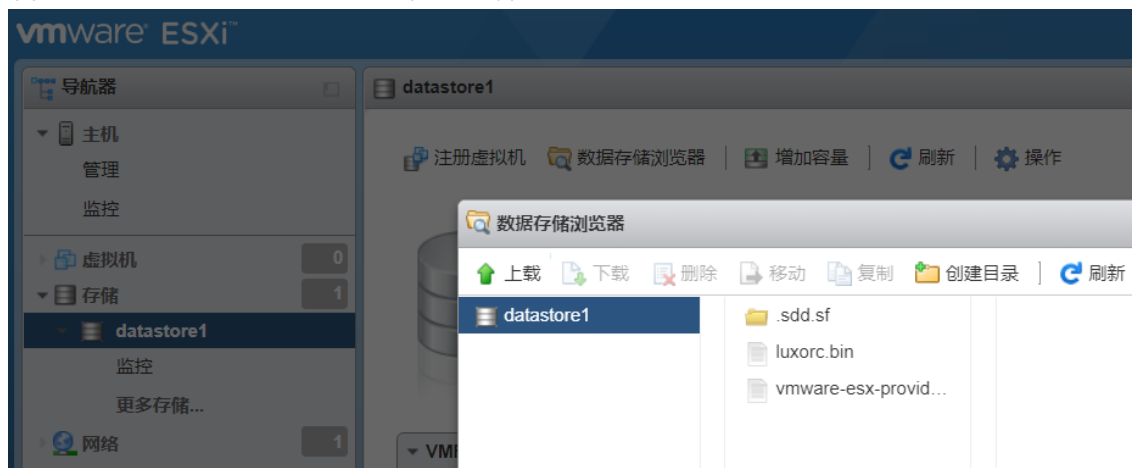 vmware ESXi™
导航器
datastore1
主机
管理
监控
注册虚拟机 数据存储浏览器 增加容量 刷新 操作
数据存储浏览器
虚拟机 0
存储 1
上载 下载 删除 移动 复制 创建目录 刷新
datastore1
datastore1
.sdd.sf
luxorc.bin
vmware-esx-provid...
监控
更多存储...
网络 1